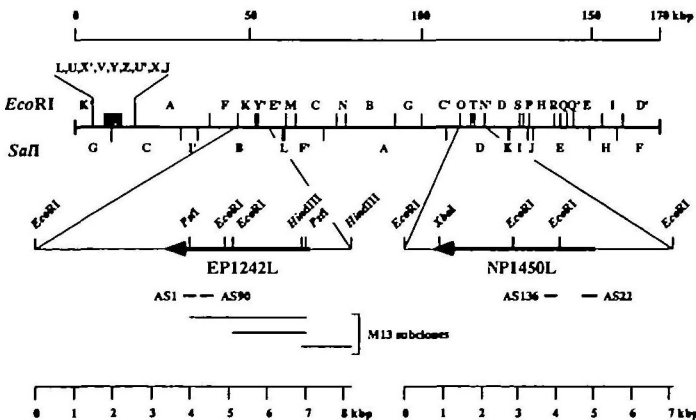 0 50 100 150 170 kbp
L,U,X',V,Y,Z,U',X,J
EcoRI K' A F K Y' E' M C N B G C' O T N' D S P H R Q Q' E I D'
SalI G C I' B L F' A D K I J E H F
EcoRI PstI EcoRI EcoRI HindIII PstI HindIII EcoRI XbaI EcoRI EcoRI EcoRI
EP1242L NP1450L
AS1 AS90 AS136 AS22
M13 subclones
0 1 2 3 4 5 6 7 8 kbp 0 1 2 3 4 5 6 7 kbp